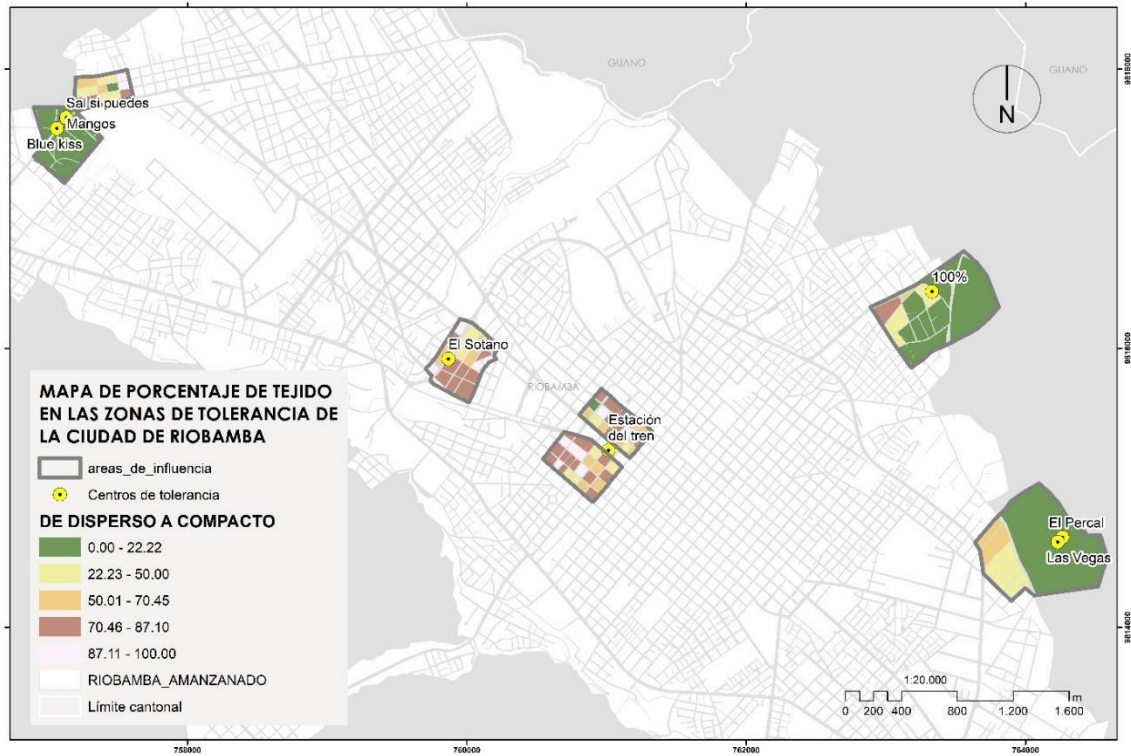 GUANO
GUANO
N
9818000
Sal si puedes
Mangos
Blue kiss
100%
9816000
El Sotano
RIOBAMBA
Estación
del tren
El Percal
Las Vegas
9814000
MAPA DE PORCENTAJE DE TEJIDO
EN LAS ZONAS DE TOLERANCIA DE
LA CIUDAD DE RIOBAMBA
areas_de_influencia
Centros de tolerancia
DE DISPERSO A COMPACTO
0.00 - 22.22
22.23 - 50.00
50.01 - 70.45
70.46 - 87.10
87.11 - 100.00
RIOBAMBA_AMANZANADO
Límite cantonal
1:20.000
m
0 200 400 800 1.200 1.600
758000 760000 762000 764000